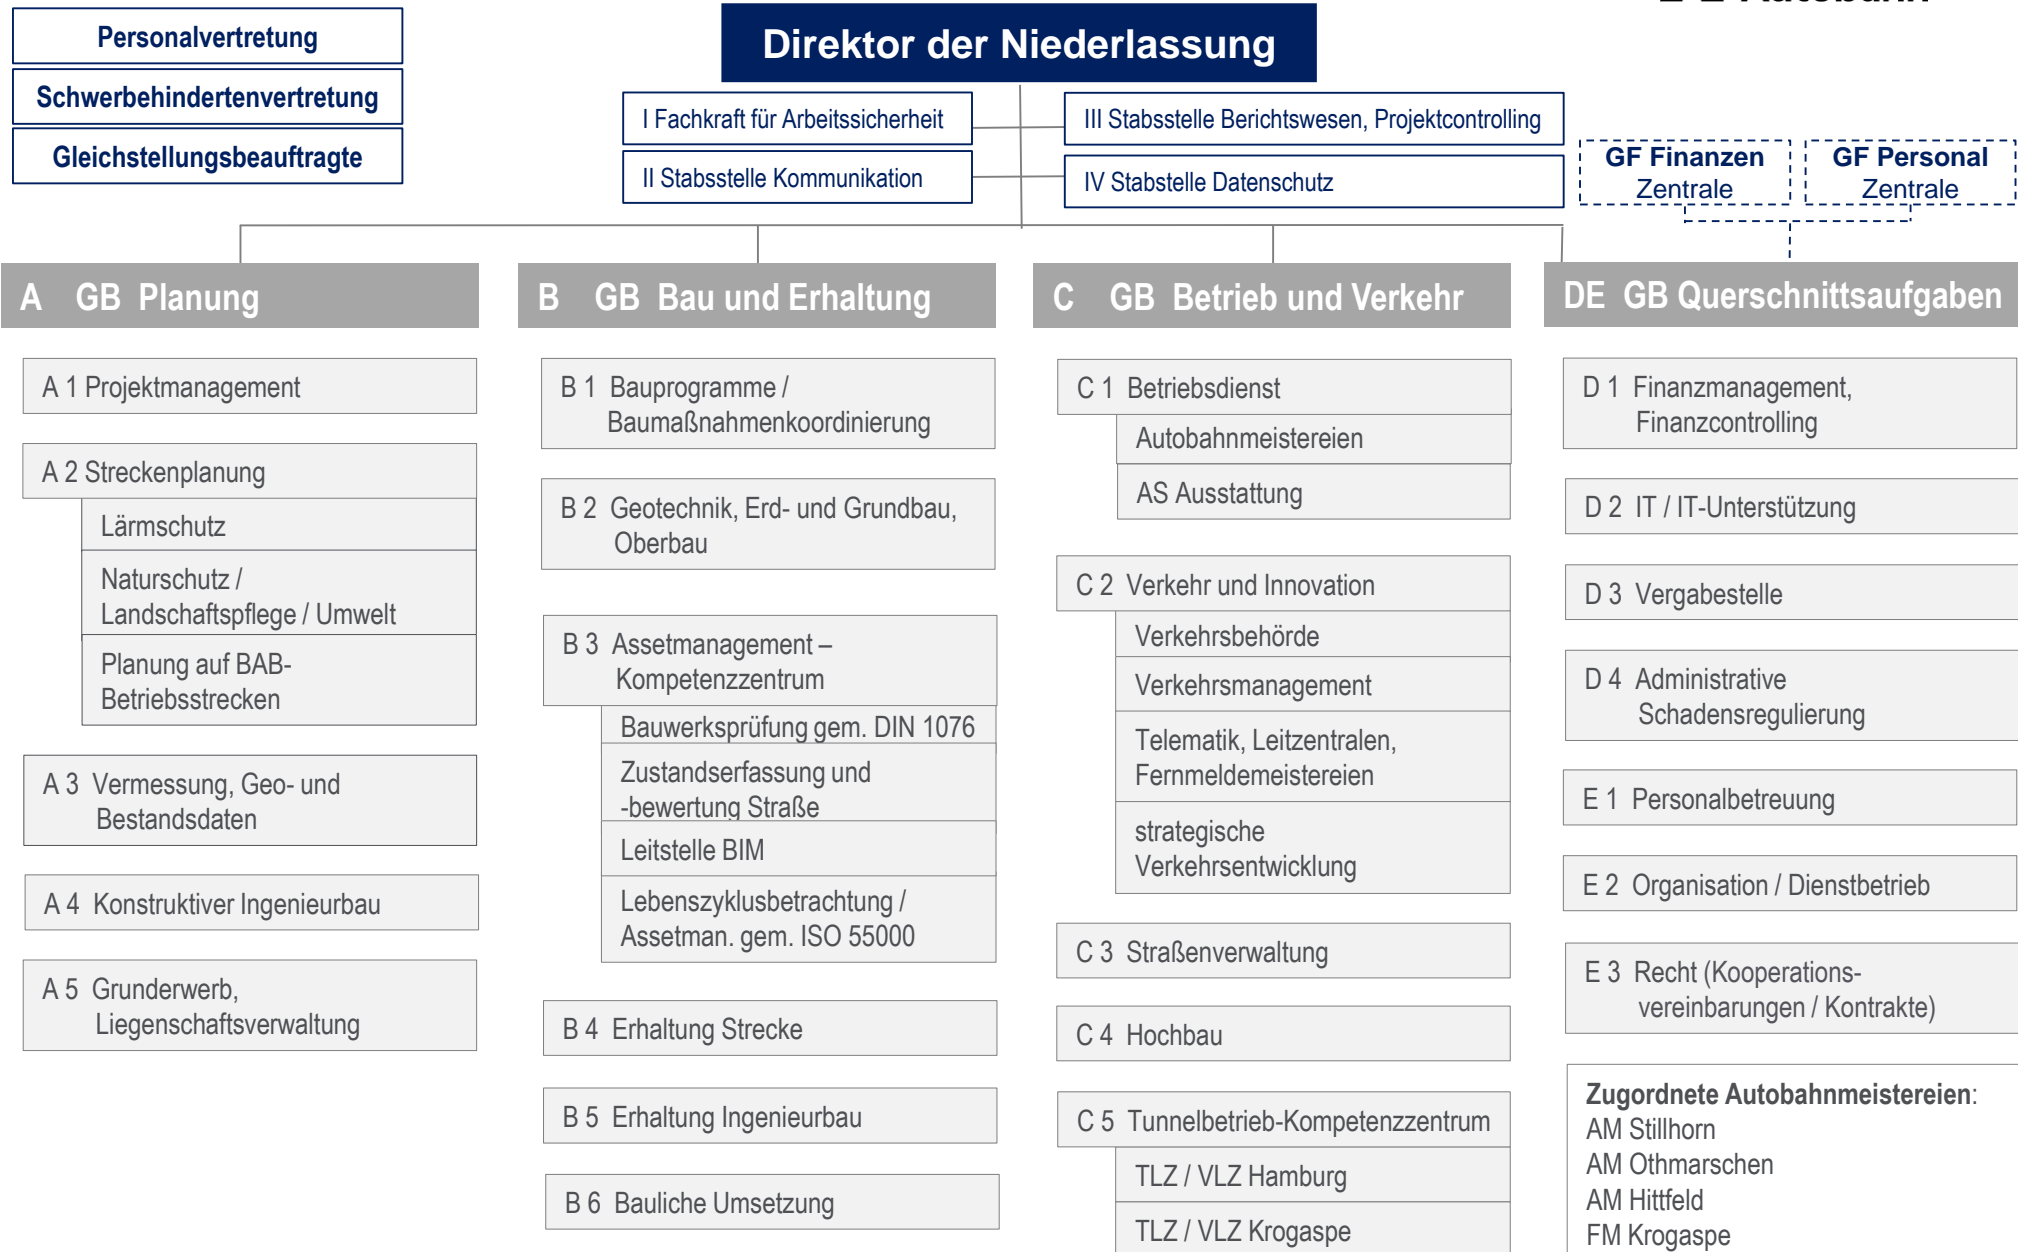 Personalvertretung
Schwerbehindertenvertretung
Gleichstellungsbeauftragte
Direktor der Niederlassung
I Fachkraft für Arbeitssicherheit
II Stabsstelle Kommunikation
III Stabsstelle Berichtswesen, Projektcontrolling
IV Stabstelle Datenschutz
GF Finanzen
Zentrale
GF Personal
Zentrale
A GB Planung
A 1 Projektmanagement
A 2 Streckenplanung
Lärmschutz
Naturschutz /
Landschaftspflege / Umwelt
Planung auf BAB-
Betriebsstrecken
A 3 Vermessung, Geo- und
Bestandsdaten
A 4 Konstruktiver Ingenieurbau
A 5 Grunderwerb,
Liegenschaftsverwaltung
B GB Bau und Erhaltung
B 1 Bauprogramme /
Baumaßnahmenkoordinierung
B 2 Geotechnik, Erd- und Grundbau,
Oberbau
B 3 Assetmanagement –
Kompetenzzentrum
Bauwerksprüfung gem. DIN 1076
Zustandserfassung und
-bewertung Straße
Leitstelle BIM
Lebenszyklusbetrachtung /
Assetman. gem. ISO 55000
B 4 Erhaltung Strecke
B 5 Erhaltung Ingenieurbau
B 6 Bauliche Umsetzung
C GB Betrieb und Verkehr
C 1 Betriebsdienst
Autobahnmeistereien
AS Ausstattung
C 2 Verkehr und Innovation
Verkehrsbehörde
Verkehrsmanagement
Telematik, Leitzentralen,
Fernmeldemeistereien
strategische
Verkehrsentwicklung
C 3 Straßenverwaltung
C 4 Hochbau
C 5 Tunnelbetrieb-Kompetenzzentrum
TLZ / VLZ Hamburg
TLZ / VLZ Krogaspe
DE GB Querschnittsaufgaben
D 1 Finanzmanagement,
Finanzcontrolling
D 2 IT / IT-Unterstützung
D 3 Vergabestelle
D 4 Administrative
Schadensregulierung
E 1 Personalbetreuung
E 2 Organisation / Dienstbetrieb
E 3 Recht (Kooperations-
vereinbarungen / Kontrakte)
Zugordnete Autobahnmeistereien:
AM Stillhorn
AM Othmarschen
AM Hittfeld
FM Krogaspe